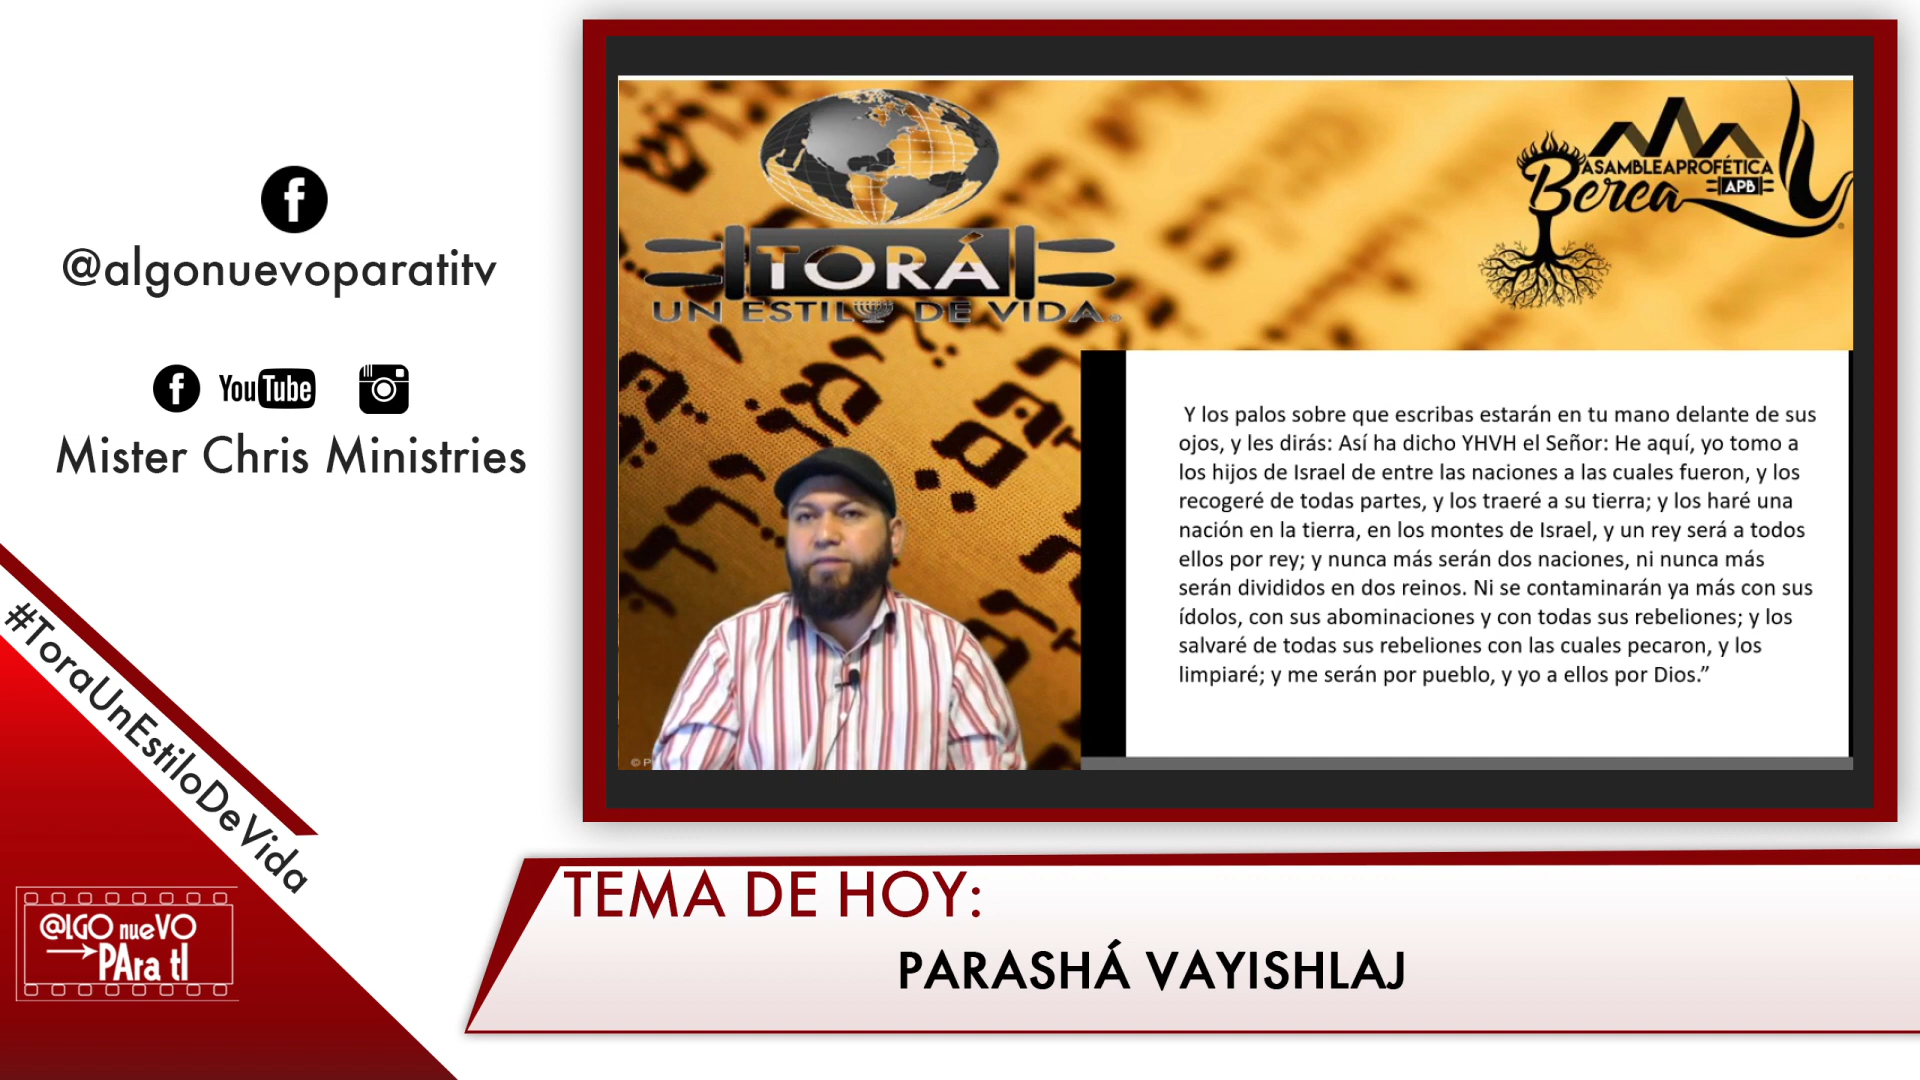 @algonuevoparatitv
YouTube
Mister Chris Ministries
#ToraUnEstiloDeVida
@LGO nueVO
PAra tI
TORÁ
UN ESTILO DE VIDA
ASAMBLEAPROFÉTICA
APB
Berea
Y los palos sobre que escribas estarán en tu mano delante de sus
ojos, y les dirás: Así ha dicho YHVH el Señor: He aquí, yo tomo a
los hijos de Israel de entre las naciones a las cuales fueron, y los
recogeré de todas partes, y los traeré a su tierra; y los haré una
nación en la tierra, en los montes de Israel, y un rey será a todos
ellos por rey; y nunca más serán dos naciones, ni nunca más
serán divididos en dos reinos. Ni se contaminarán ya más con sus
ídolos, con sus abominaciones y con todas sus rebeliones; y los
salvaré de todas sus rebeliones con las cuales pecaron, y los
limpiaré; y me serán por pueblo, y yo a ellos por Dios.”
TEMA DE HOY:
PARASHÁ VAYISHLAJ